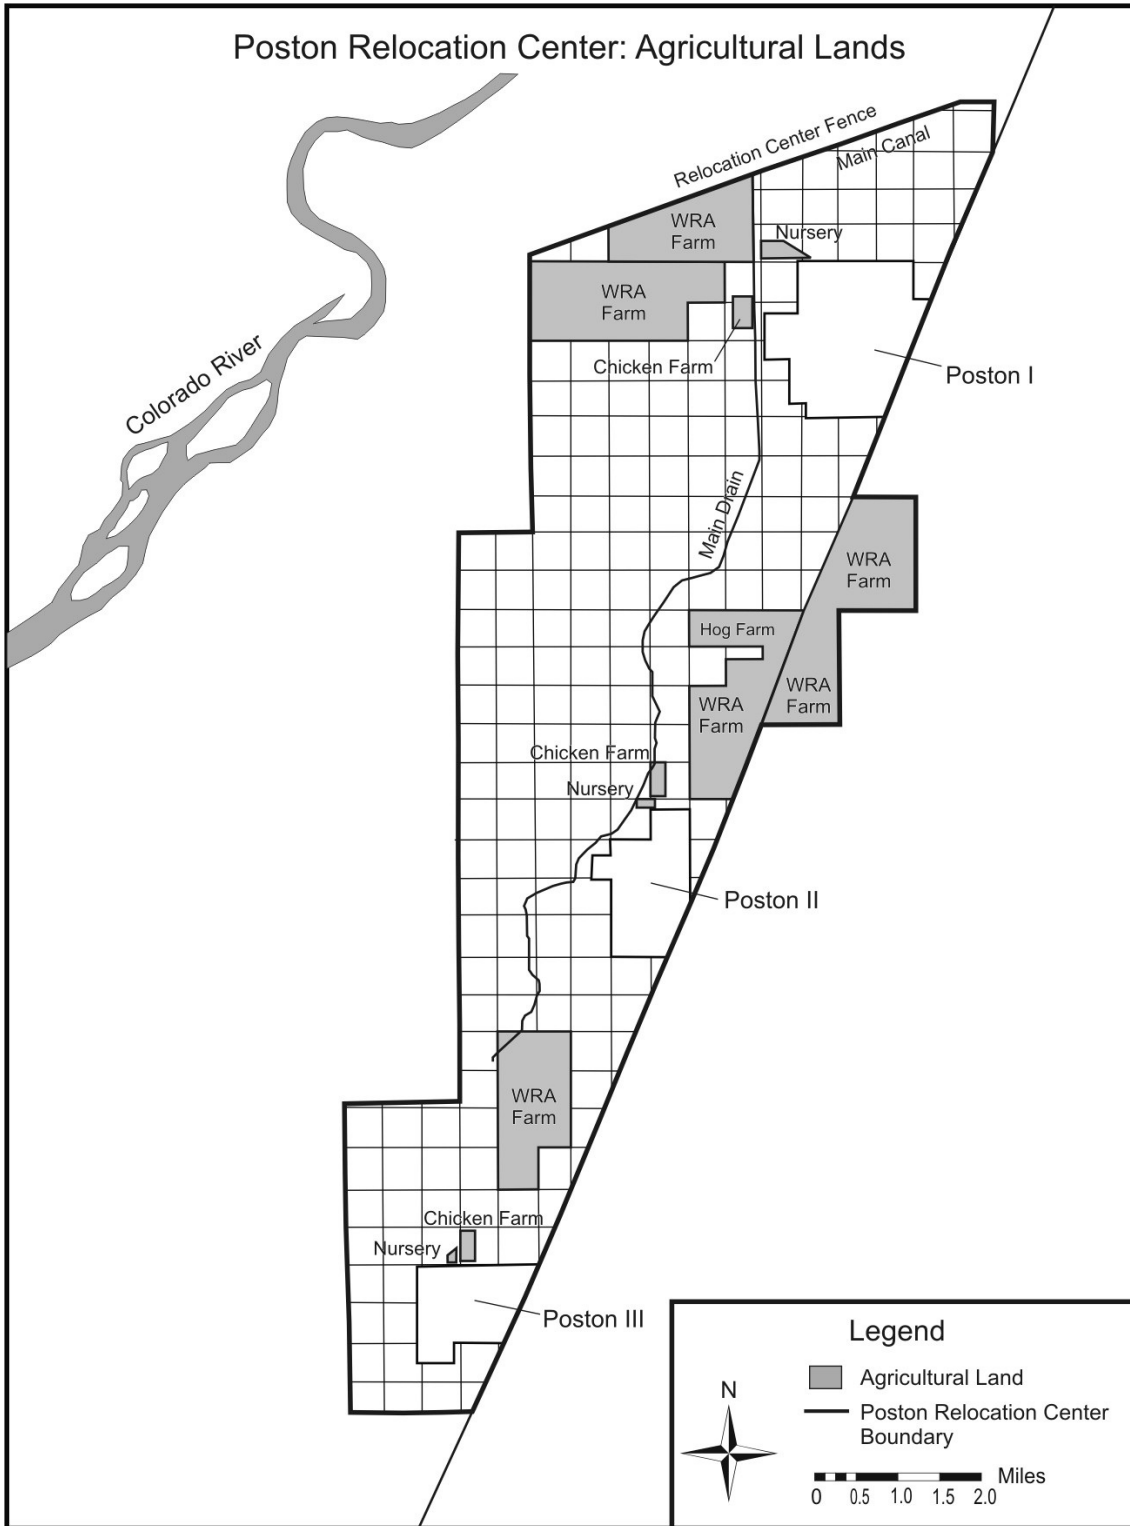 Poston Relocation Center: Agricultural Lands
Relocation Center Fence
Main Canal
WRA
Farm
Nursery
WRA
Farm
Chicken Farm
Poston I
Colorado River
Main Drain
WRA
Farm
Hog Farm
WRA
Farm
WRA
Farm
Chicken Farm
Nursery
Poston II
WRA
Farm
Chicken Farm
Nursery
Poston III
Legend
N
Agricultural Land
Poston Relocation Center
Boundary
Miles
0 0.5 1.0 1.5 2.0